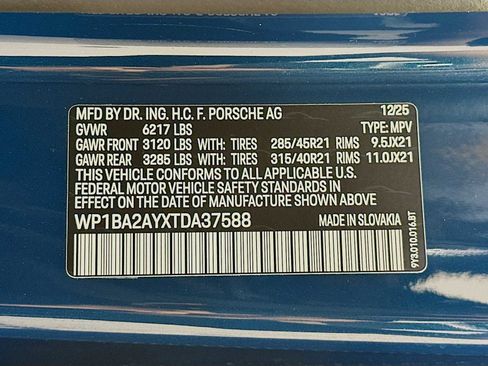 MFD BY DR. ING. H.C. F. PORSCHE AG 12/25
GVWR 6217 LBS TYPE: MPV
GAWR FRONT 3120 LBS WITH: TIRES 285/45R21 RIMS 9.5JX21
GAWR REAR 3285 LBS WITH: TIRES 315/40R21 RIMS 11.0JX21
THIS VEHICLE CONFORMS TO ALL APPLICABLE U.S.
FEDERAL MOTOR VEHICLE SAFETY STANDARDS IN
EFFECT ON THE DATE OF MANUFACTURE SHOWN ABOVE
WP1BA2AYXTDA37588 MADE IN SLOVAKIA
9Y3.010.016.BT